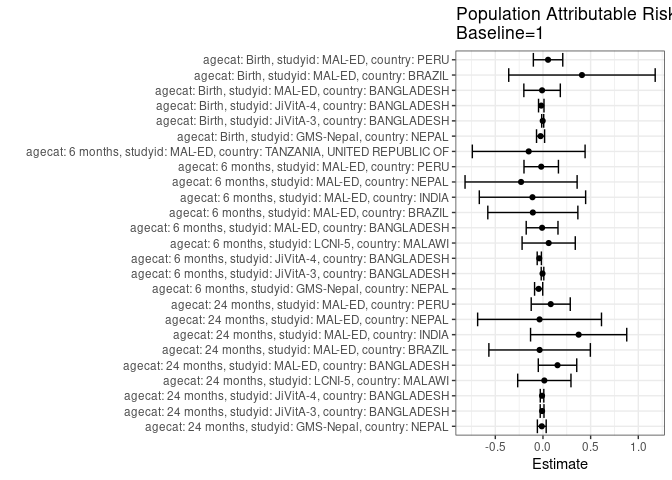 Population Attributable Risk
Baseline=1
agecat: Birth, studyid: MAL-ED, country: PERU
agecat: Birth, studyid: MAL-ED, country: BRAZIL
agecat: Birth, studyid: MAL-ED, country: BANGLADESH
agecat: Birth, studyid: JiVitA-4, country: BANGLADESH
agecat: Birth, studyid: JiVitA-3, country: BANGLADESH
agecat: Birth, studyid: GMS-Nepal, country: NEPAL
agecat: 6 months, studyid: MAL-ED, country: TANZANIA, UNITED REPUBLIC OF
agecat: 6 months, studyid: MAL-ED, country: PERU
agecat: 6 months, studyid: MAL-ED, country: NEPAL
agecat: 6 months, studyid: MAL-ED, country: INDIA
agecat: 6 months, studyid: MAL-ED, country: BRAZIL
agecat: 6 months, studyid: MAL-ED, country: BANGLADESH
agecat: 6 months, studyid: LCNI-5, country: MALAWI
agecat: 6 months, studyid: JiVitA-4, country: BANGLADESH
agecat: 6 months, studyid: JiVitA-3, country: BANGLADESH
agecat: 6 months, studyid: GMS-Nepal, country: NEPAL
agecat: 24 months, studyid: MAL-ED, country: PERU
agecat: 24 months, studyid: MAL-ED, country: NEPAL
agecat: 24 months, studyid: MAL-ED, country: INDIA
agecat: 24 months, studyid: MAL-ED, country: BRAZIL
agecat: 24 months, studyid: MAL-ED, country: BANGLADESH
agecat: 24 months, studyid: LCNI-5, country: MALAWI
agecat: 24 months, studyid: JiVitA-4, country: BANGLADESH
agecat: 24 months, studyid: JiVitA-3, country: BANGLADESH
agecat: 24 months, studyid: GMS-Nepal, country: NEPAL
-0.5 0.0 0.5 1.0
Estimate